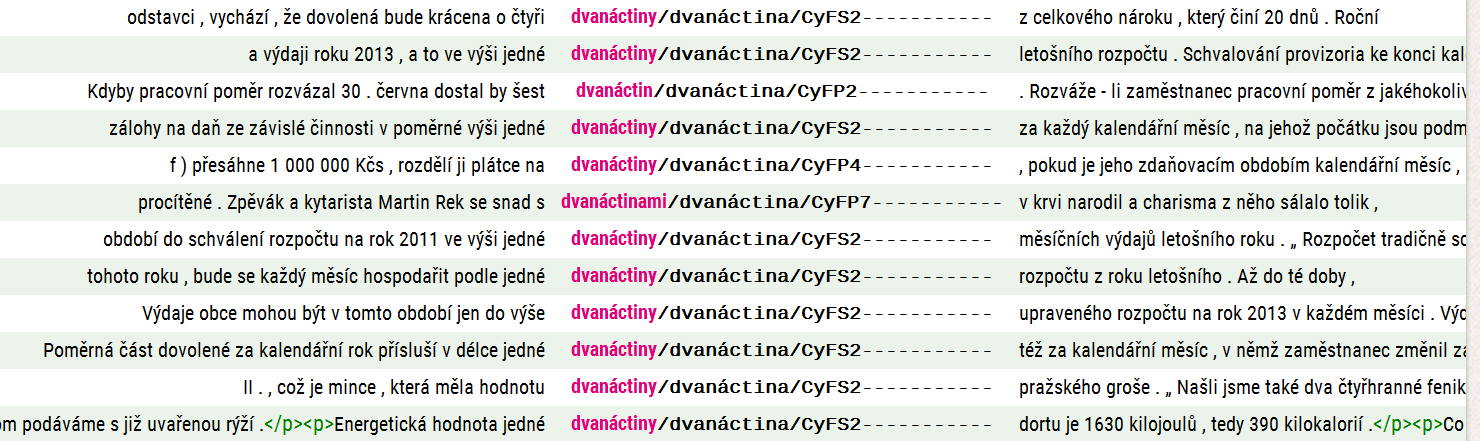 odstavci , vychází , že dovolená bude krácena o čtyři dvanáctiny/dvanáctina/CyFS2----------- z celkového nároku , který činí 20 dnů . Roční
a výdaji roku 2013 , a to ve výši jedné dvanáctiny/dvanáctina/CyFS2----------- letošního rozpočtu . Schvalování provizoria ke konci kal
Kdyby pracovní poměr rozvázal 30 . června dostal by šest dvanáctin/dvanáctina/CyFP2----------- . Rozváže - li zaměstnanec pracovní poměr z jakéhokoliv
zálohy na daň ze závislé činnosti v poměrné výši jedné dvanáctiny/dvanáctina/CyFS2----------- za každý kalendářní měsíc , na jehož počátku jsou podm
f ) přesáhne 1 000 000 Kčs , rozdělí ji plátce na dvanáctiny/dvanáctina/CyFP4----------- , pokud je jeho zdaňovacím obdobím kalendářní měsíc ,
procítěné . Zpěvák a kytarista Martin Rek se snad s dvanáctinami/dvanáctina/CyFP7----------- v krvi narodil a charisma z něho sálalo tolik ,
období do schválení rozpočtu na rok 2011 ve výši jedné dvanáctiny/dvanáctina/CyFS2----------- měsíčních výdajů letošního roku . „ Rozpočet tradičně sc
tohoto roku , bude se každý měsíc hospodařit podle jedné dvanáctiny/dvanáctina/CyFS2----------- rozpočtu z roku letošního . Až do té doby ,
Výdaje obce mohou být v tomto období jen do výše dvanáctiny/dvanáctina/CyFS2----------- upraveného rozpočtu na rok 2013 v každém měsíci . Výd
Poměrná část dovolené za kalendářní rok přísluší v délce jedné dvanáctiny/dvanáctina/CyFS2----------- též za kalendářní měsíc , v němž zaměstnanec změnil za
II . , což je mince , která měla hodnotu dvanáctiny/dvanáctina/CyFS2----------- pražského groše . „ Našli jsme také dva čtyřhranné fenik
om podáváme s již uvařenou rýží .</p><p>Energetická hodnota jedné dvanáctiny/dvanáctina/CyFS2----------- dortu je 1630 kilojoulů , tedy 390 kilokalorií .</p><p>Co